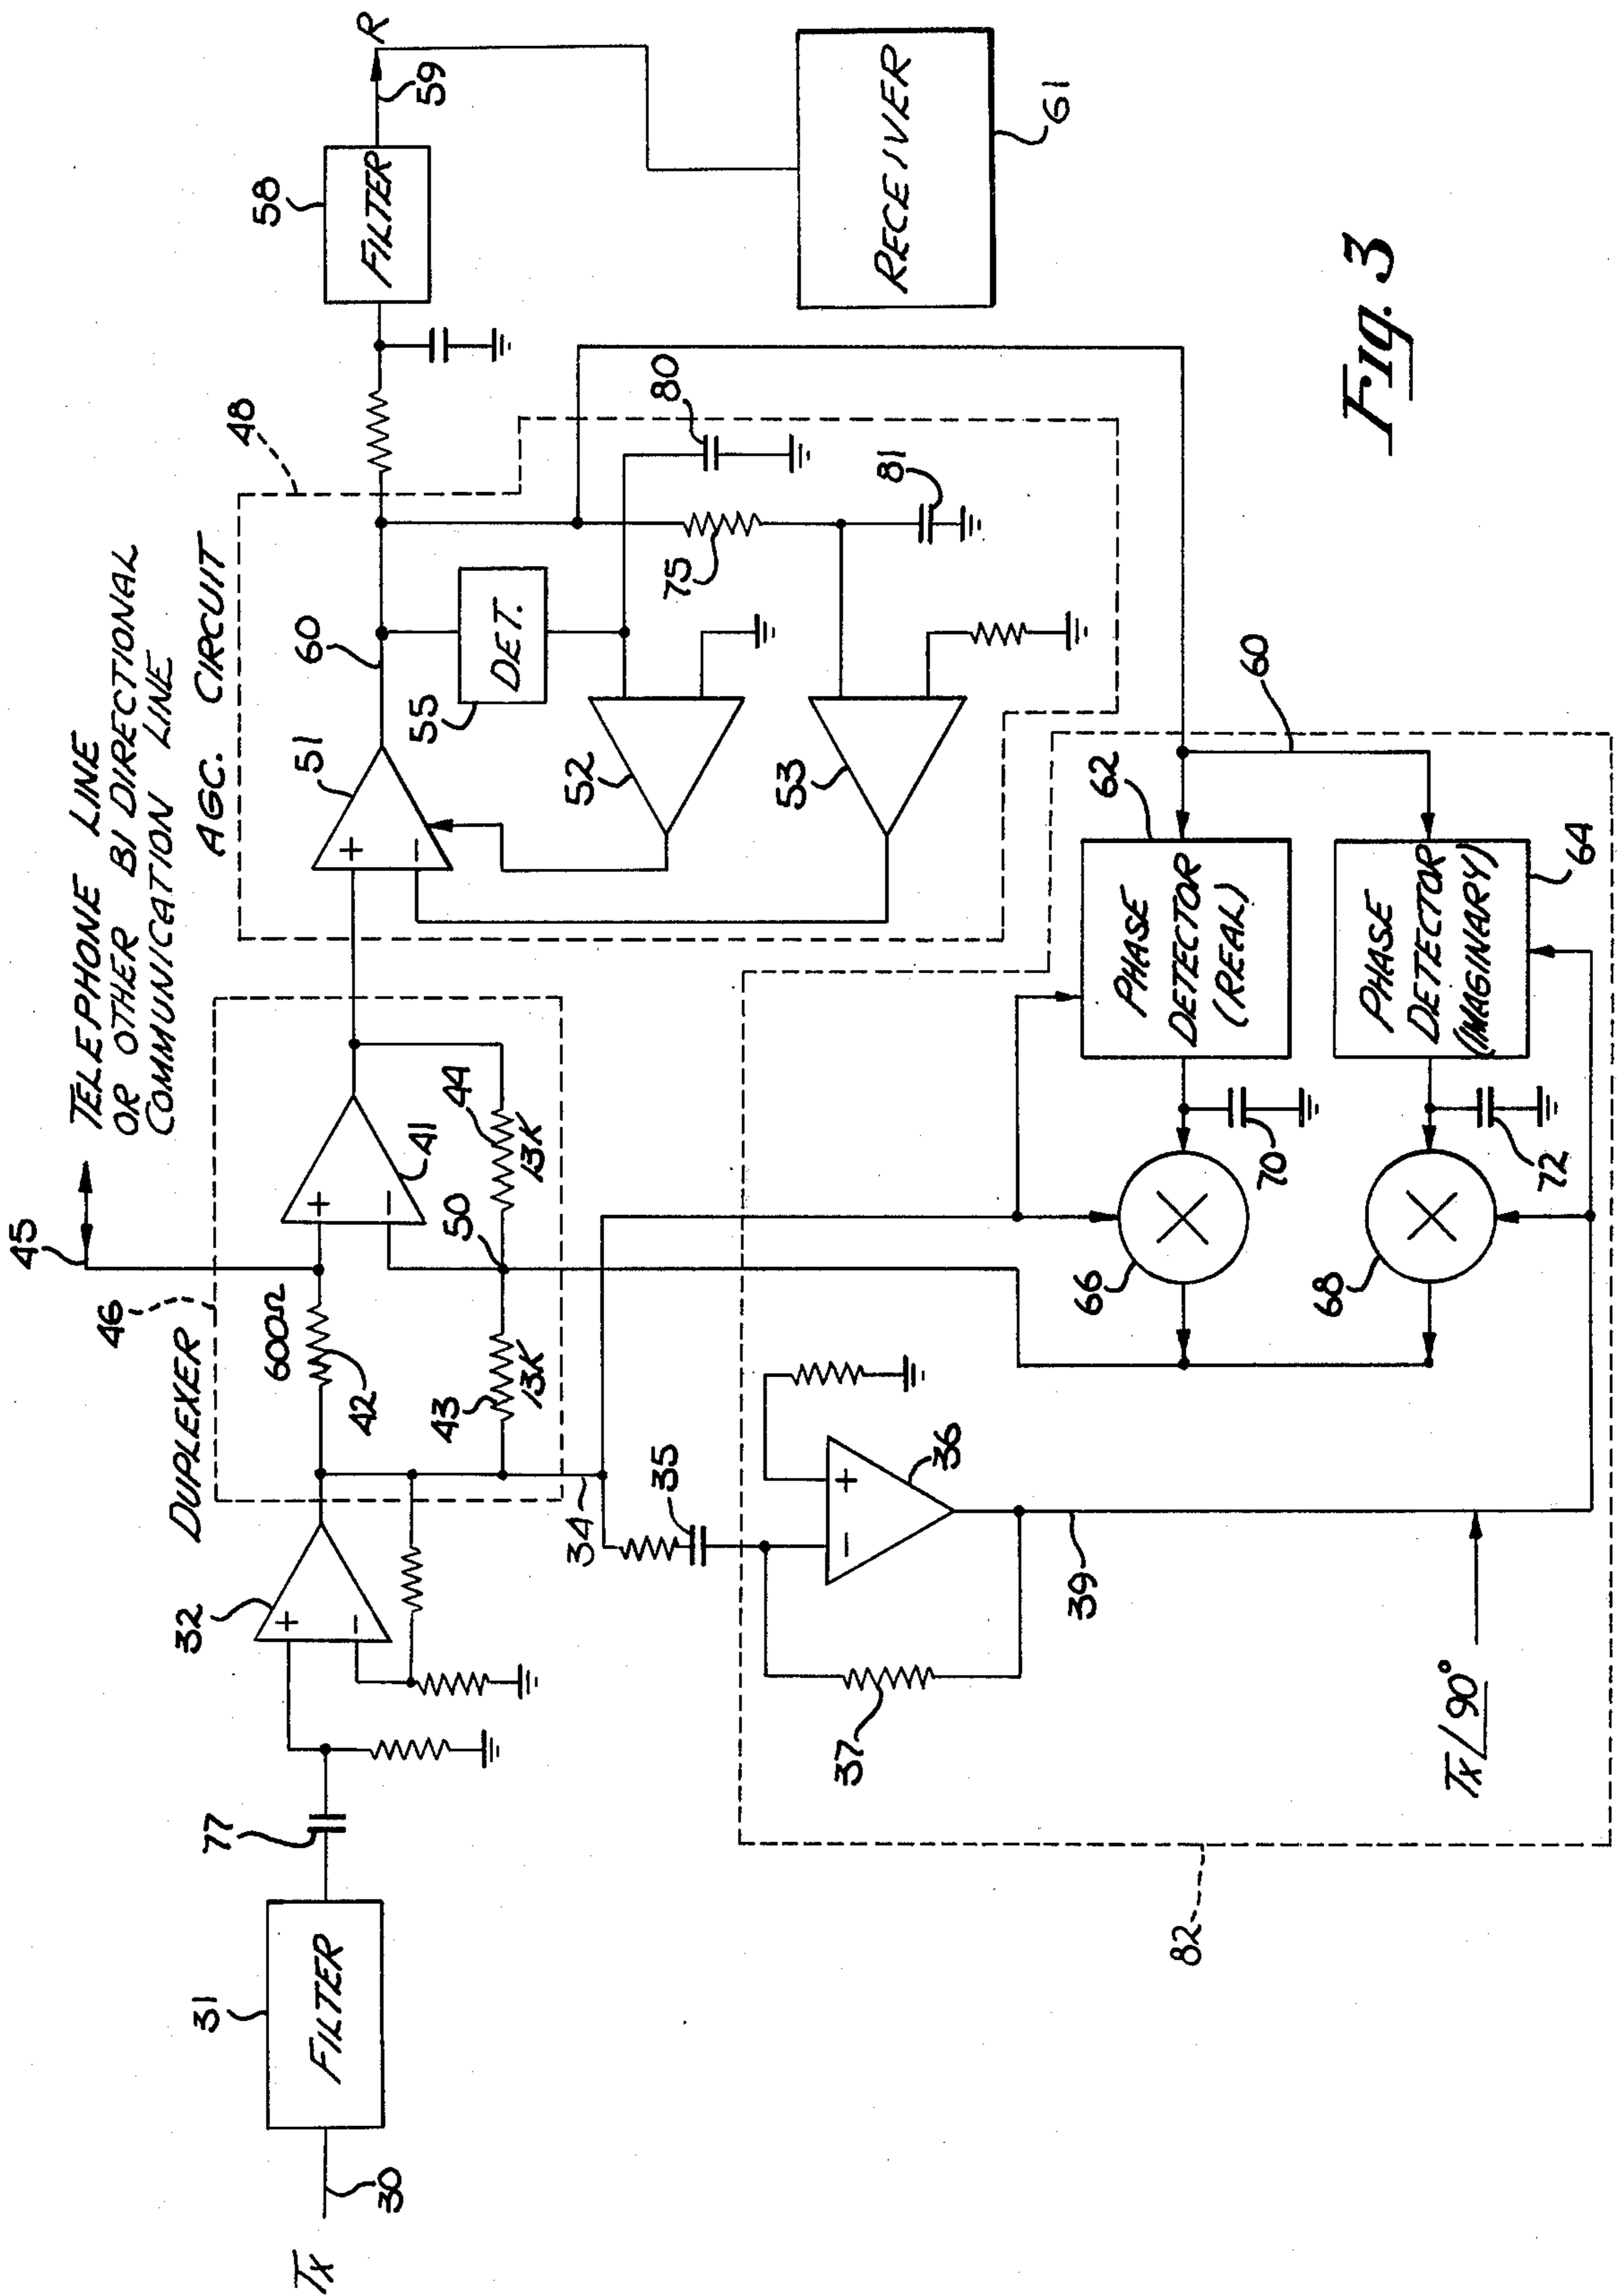 TELEPHONE LINE
OR OTHER BI DIRECTIONAL
COMMUNICATION LINE
45
46
DUPLEXER
AGC. CIRCUIT
48
Tx
30
31
FILTER
77
32
+
−
600Ω
42
43
13K
+
−
41
50
44
13K
51
+
−
60
55
DET.
52
53
75
80
81
58
FILTER
59
R
RECEIVER
61
34
35
36
+
−
37
39
Tx/90°
82
60
62
PHASE
DETECTOR
(REAL)
64
PHASE
DETECTOR
(IMAGINARY)
66
68
70
72
Fig. 3